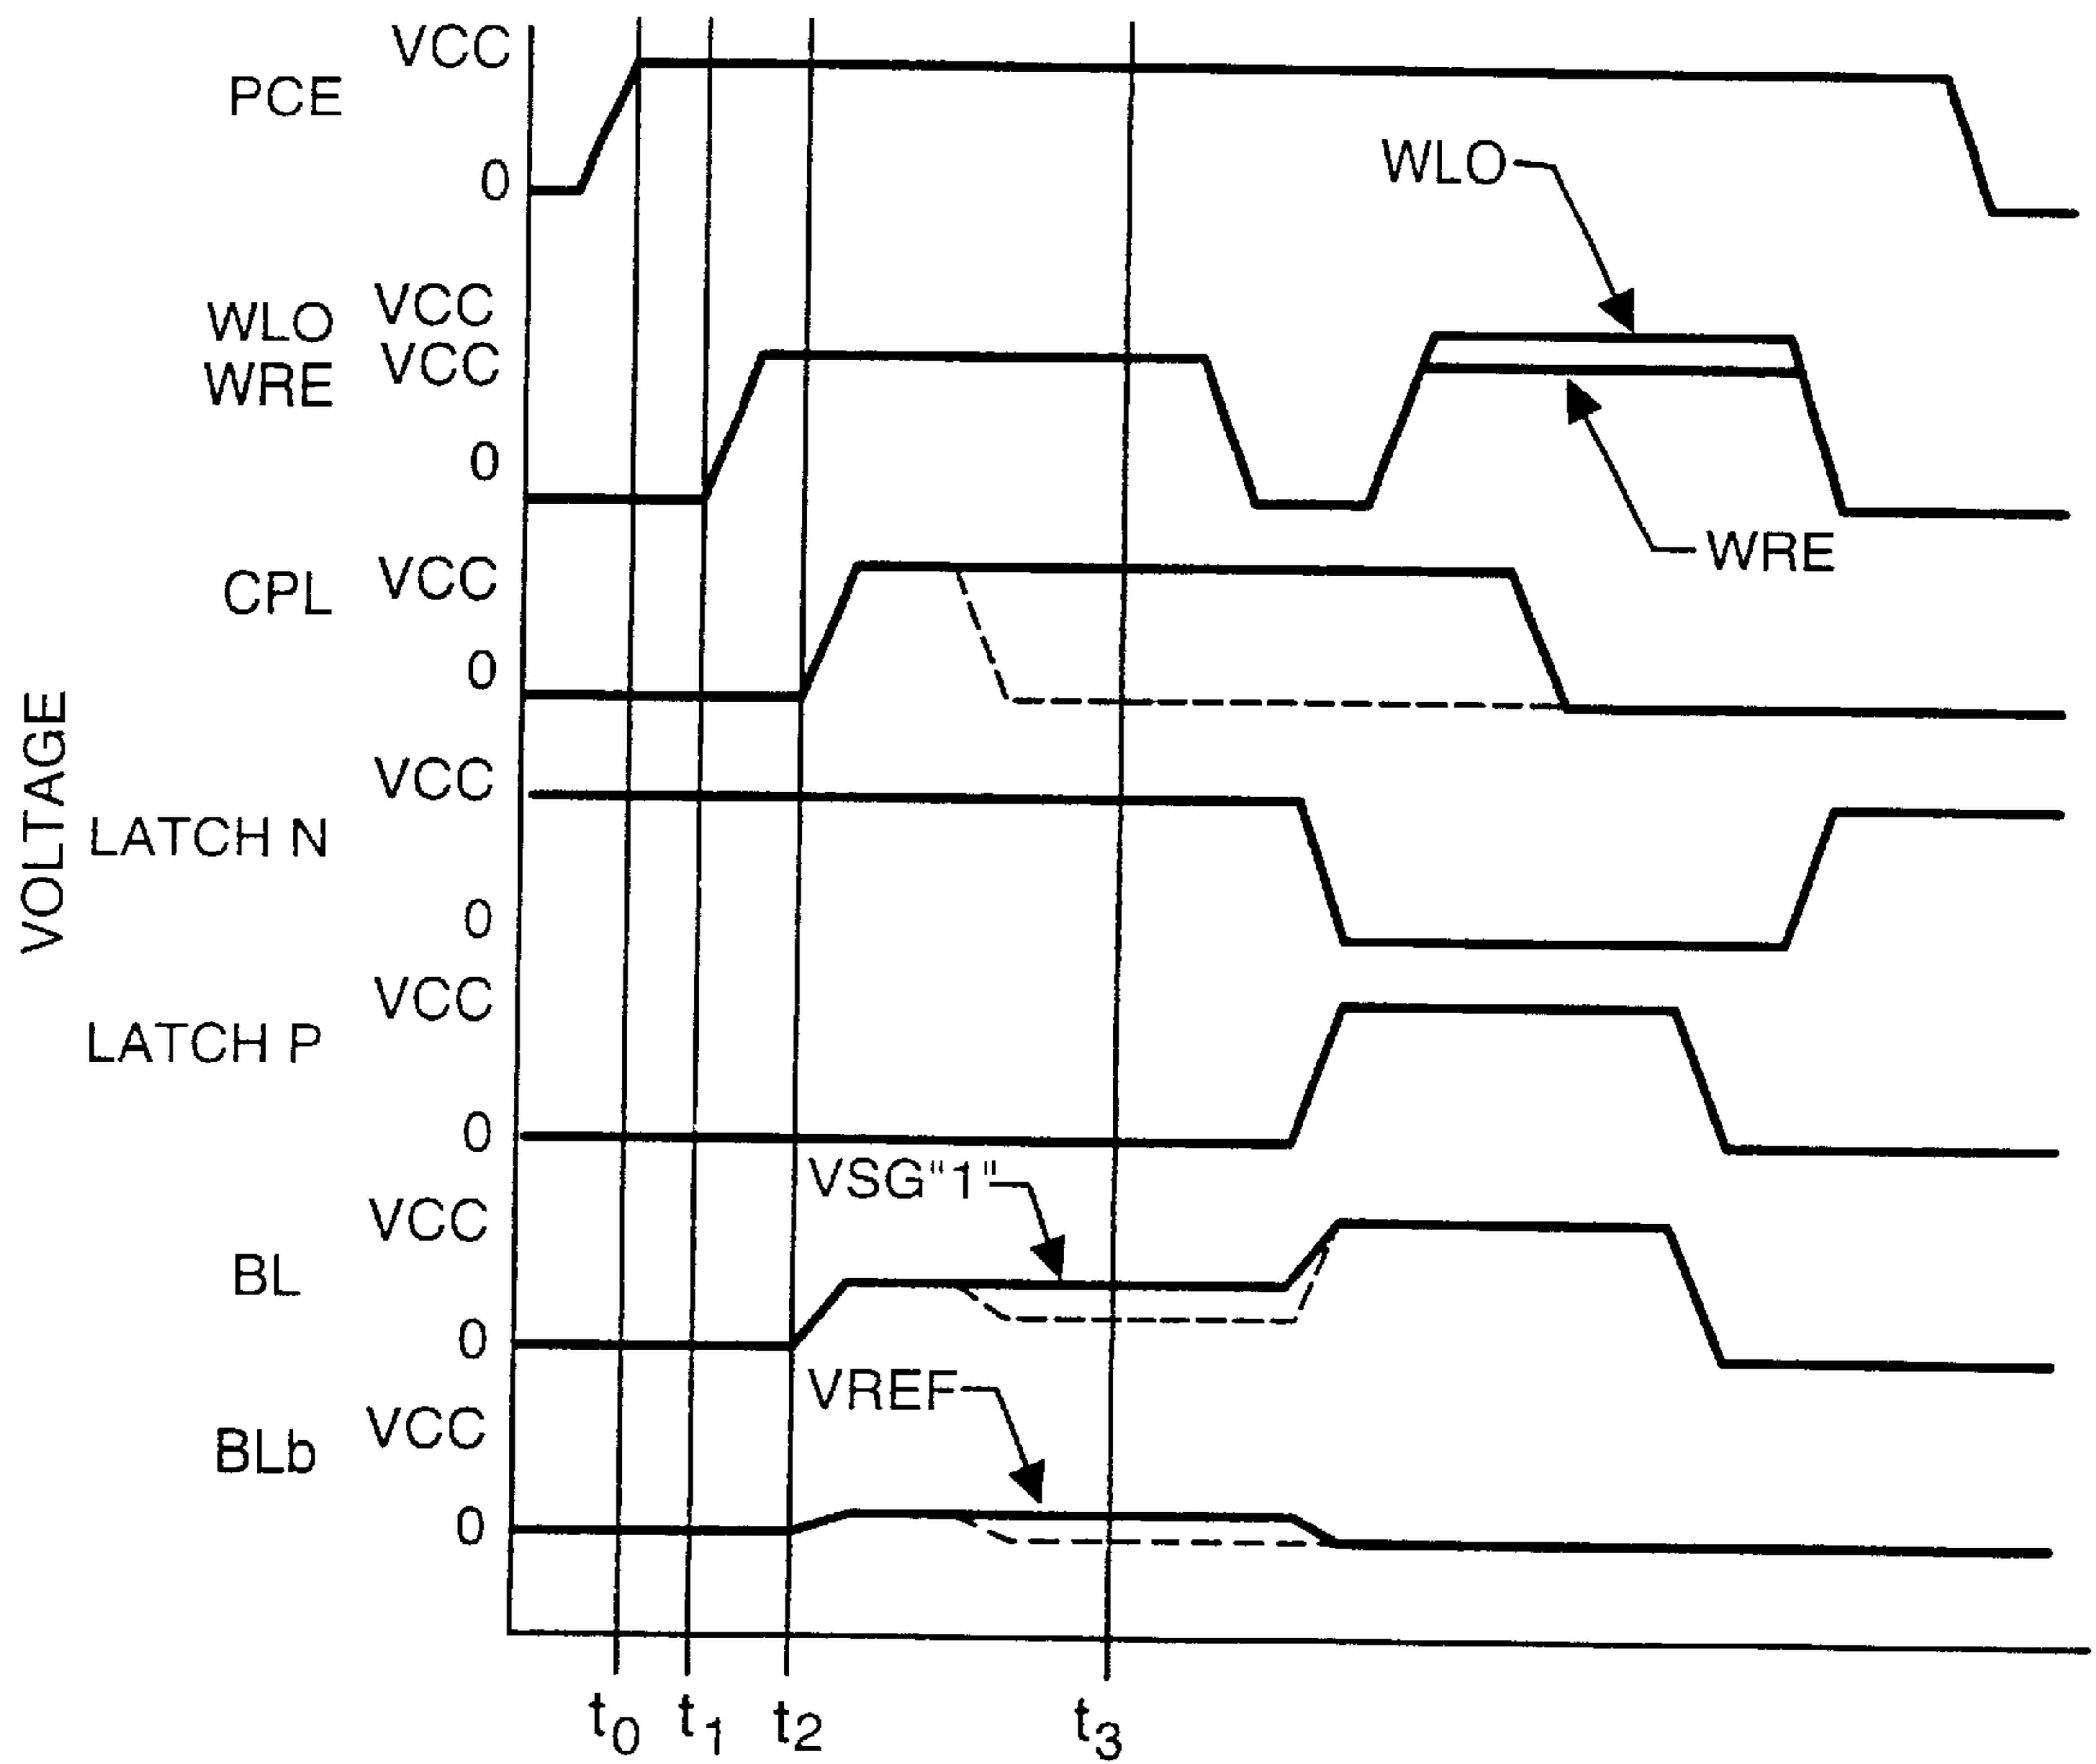 VCC
PCE
0
WLO
WLO VCC
WRE VCC
0
WRE
CPL VCC
0
VOLTAGE
VCC
LATCH N
0
VCC
LATCH P
0
VSG"1"
VCC
BL
0
VREF
VCC
BLb
0
t0 t1 t2 t3